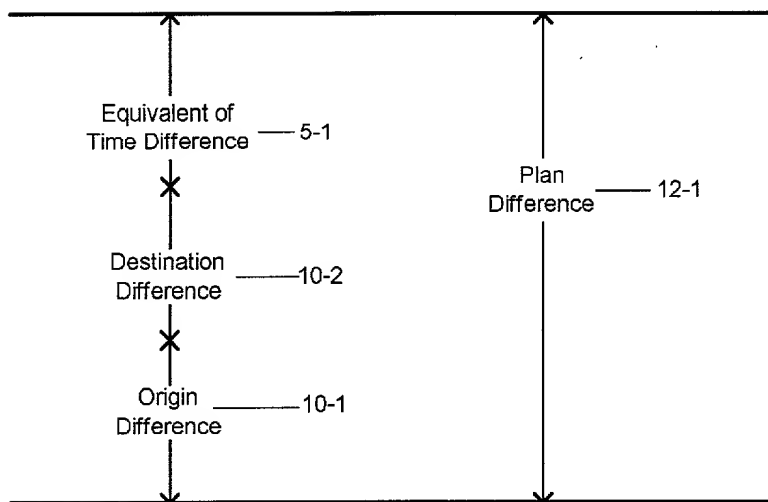 Equivalent of
Time Difference
5-1
Plan
Difference
12-1
Destination
Difference
10-2
Origin
Difference
10-1